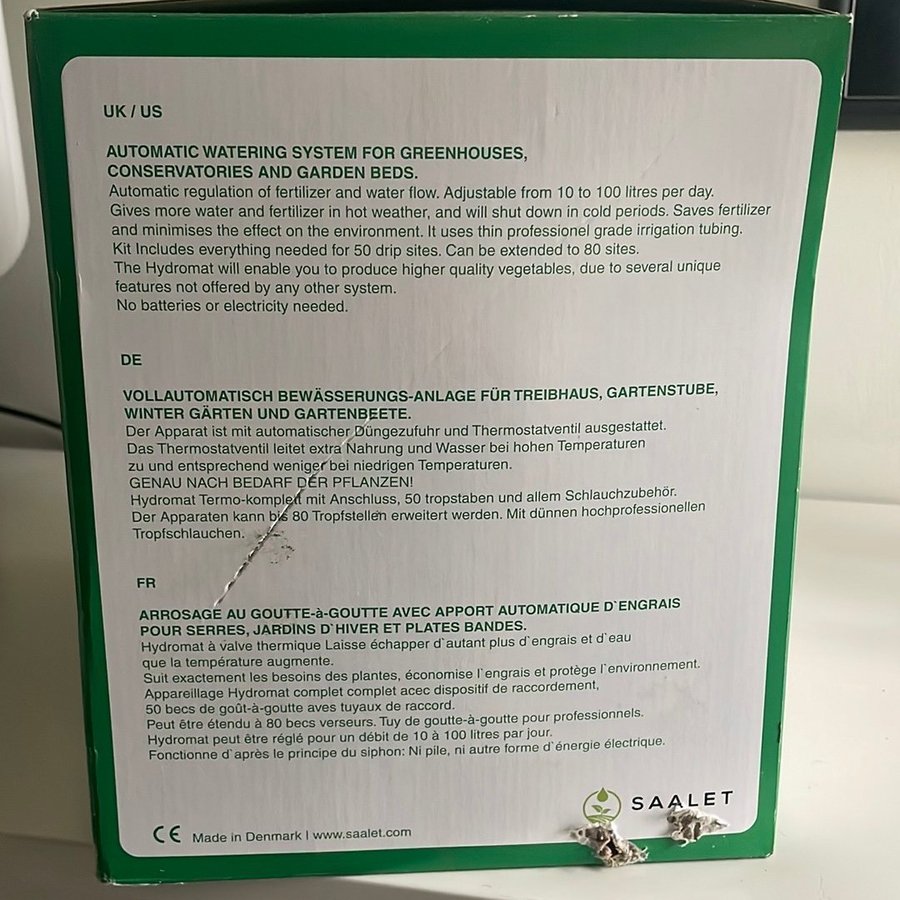 UK / US
AUTOMATIC WATERING SYSTEM FOR GREENHOUSES,
CONSERVATORIES AND GARDEN BEDS.
Automatic regulation of fertilizer and water flow. Adjustable from 10 to 100 litres per day.
Gives more water and fertilizer in hot weather, and will shut down in cold periods. Saves fertilizer
and minimises the effect on the environment. It uses thin professionel grade irrigation tubing.
Kit Includes everything needed for 50 drip sites. Can be extended to 80 sites.
The Hydromat will enable you to produce higher quality vegetables, due to several unique
features not offered by any other system.
No batteries or electricity needed.
DE
VOLLAUTOMATISCH BEWÄSSERUNGS-ANLAGE FÜR TREIBHAUS, GARTENSTUBE,
WINTER GÄRTEN UND GARTENBEETE.
Der Apparat ist mit automatischer Düngezufuhr und Thermostatventil ausgestattet.
Das Thermostatventil leitet extra Nahrung und Wasser bei hohen Temperaturen
zu und entsprechend weniger bei niedrigen Temperaturen.
GENAU NACH BEDARF DER PFLANZEN!
Hydromat Termo-komplett mit Anschluss, 50 tropstaben und allem Schlauchzubehör.
Der Apparaten kann bis 80 Tropfstellen erweitert werden. Mit dünnen hochprofessionellen
Tropfschlauchen.
FR
ARROSAGE AU GOUTTE-à-GOUTTE AVEC APPORT AUTOMATIQUE D`ENGRAIS
POUR SERRES, JARDINS D`HIVER ET PLATES BANDES.
Hydromat à valve thermique Laisse échapper d`autant plus d`engrais et d`eau
que la température augmente.
Suit exactement les besoins des plantes, économise l`engrais et protège l`environnement.
Appareillage Hydromat complet complet acec dispositif de raccordement,
50 becs de goût-à-goutte aves tuyaux de raccord.
Peut être étendu à 80 becs verseurs. Tuy de goutte-à-goutte pour professionnels.
Hydromat peut être réglé pour un débit de 10 à 100 litres par jour.
Fonctionne d`après le principe du siphon: Ni pile, ni autre forme d`énergie électrique.
SAALET
CE Made in Denmark | www.saalet.com